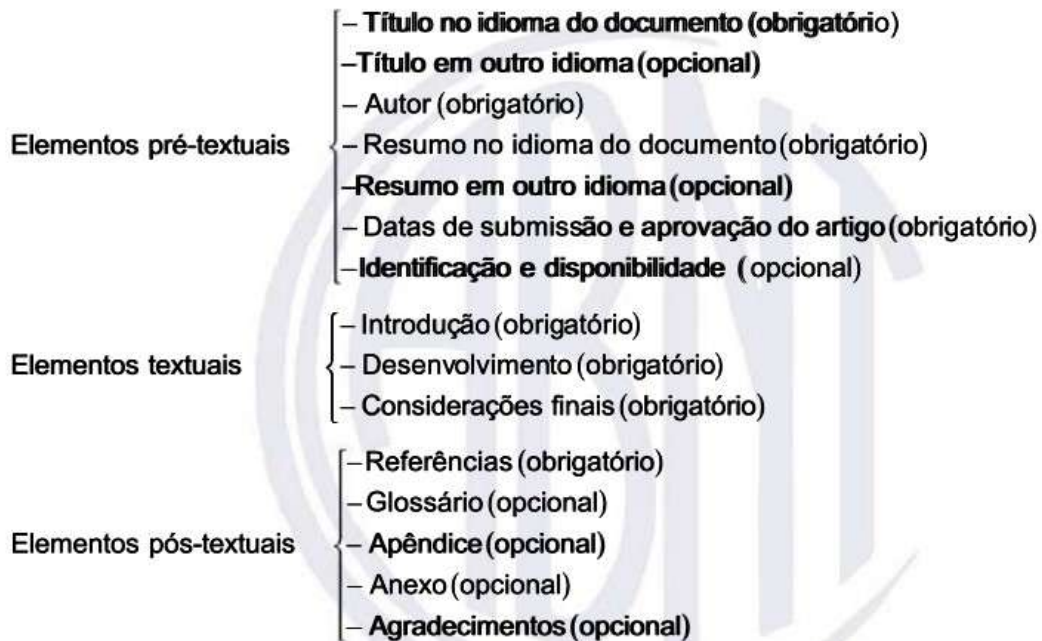 – Título no idioma do documento (obrigatório)
–Título em outro idioma (opcional)
– Autor (obrigatório)
Elementos pré-textuais – Resumo no idioma do documento (obrigatório)
–Resumo em outro idioma (opcional)
– Datas de submissão e aprovação do artigo (obrigatório)
–Identificação e disponibilidade (opcional)
– Introdução (obrigatório)
Elementos textuais – Desenvolvimento (obrigatório)
– Considerações finais (obrigatório)
– Referências (obrigatório)
– Glossário (opcional)
Elementos pós-textuais – Apêndice (opcional)
– Anexo (opcional)
– Agradecimentos (opcional)
ABNT